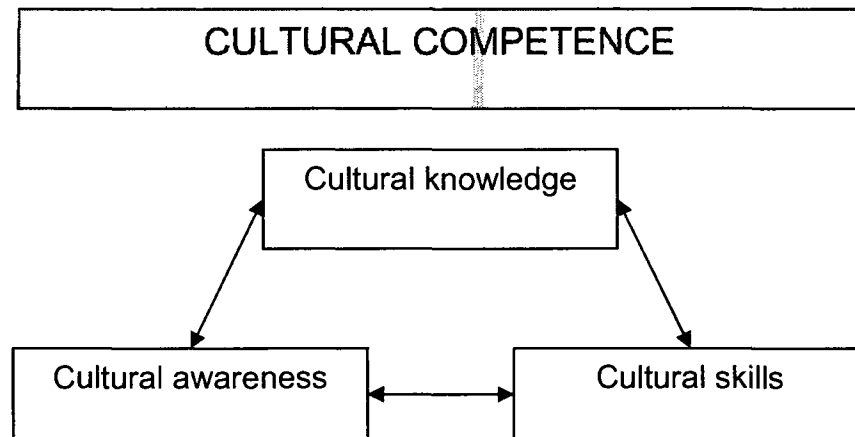 CULTURAL COMPETENCE
Cultural knowledge
Cultural awareness
Cultural skills